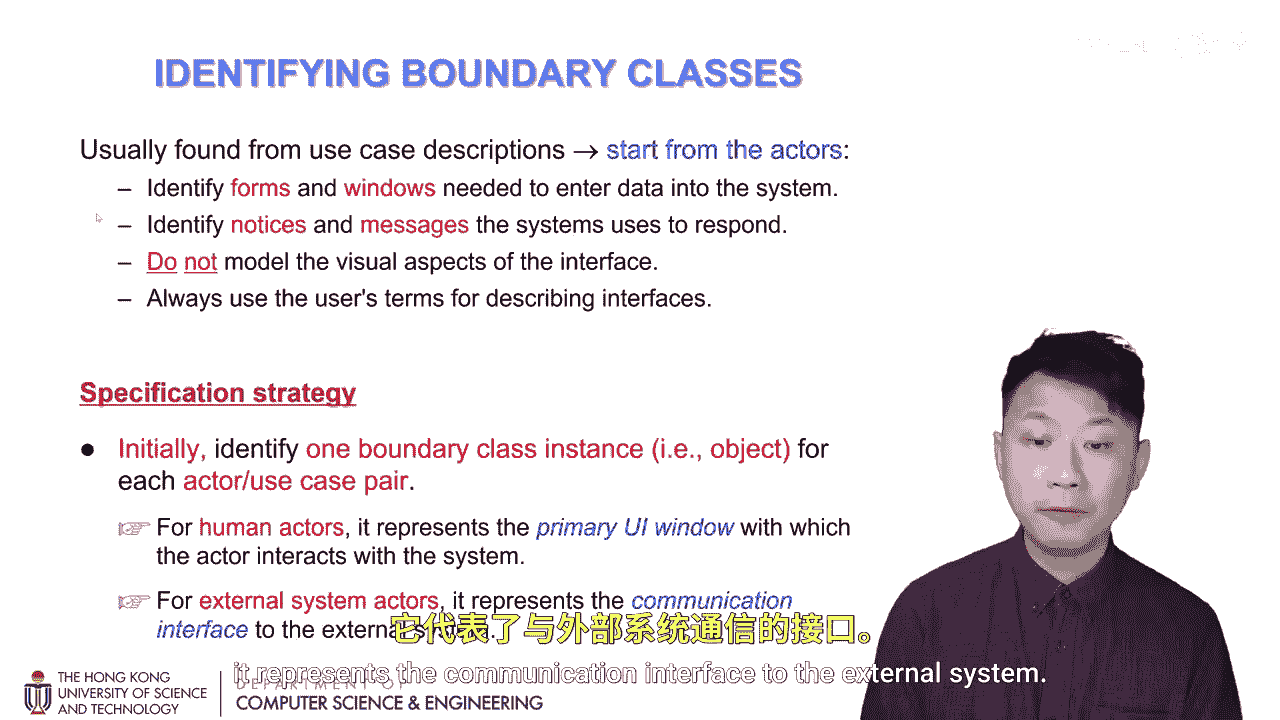 IDENTIFYING BOUNDARY CLASSES
Usually found from use case descriptions → start from the actors:
– Identify forms and windows needed to enter data into the system.
– Identify notices and messages the systems uses to respond.
– Do not model the visual aspects of the interface.
– Always use the user's terms for describing interfaces.
Specification strategy
● Initially, identify one boundary class instance (i.e., object) for
each actor/use case pair.
☞ For human actors, it represents the primary UI window with which
the actor interacts with the system.
☞ For external system actors, it represents the communication
interface to the external
它代表了与外部系统通信的接口。
it represents the communication interface to the external system.
THE HONG KONG
UNIVERSITY OF SCIENCE
AND TECHNOLOGY
DEPARTMENT OF
COMPUTER SCIENCE & ENGINEERING